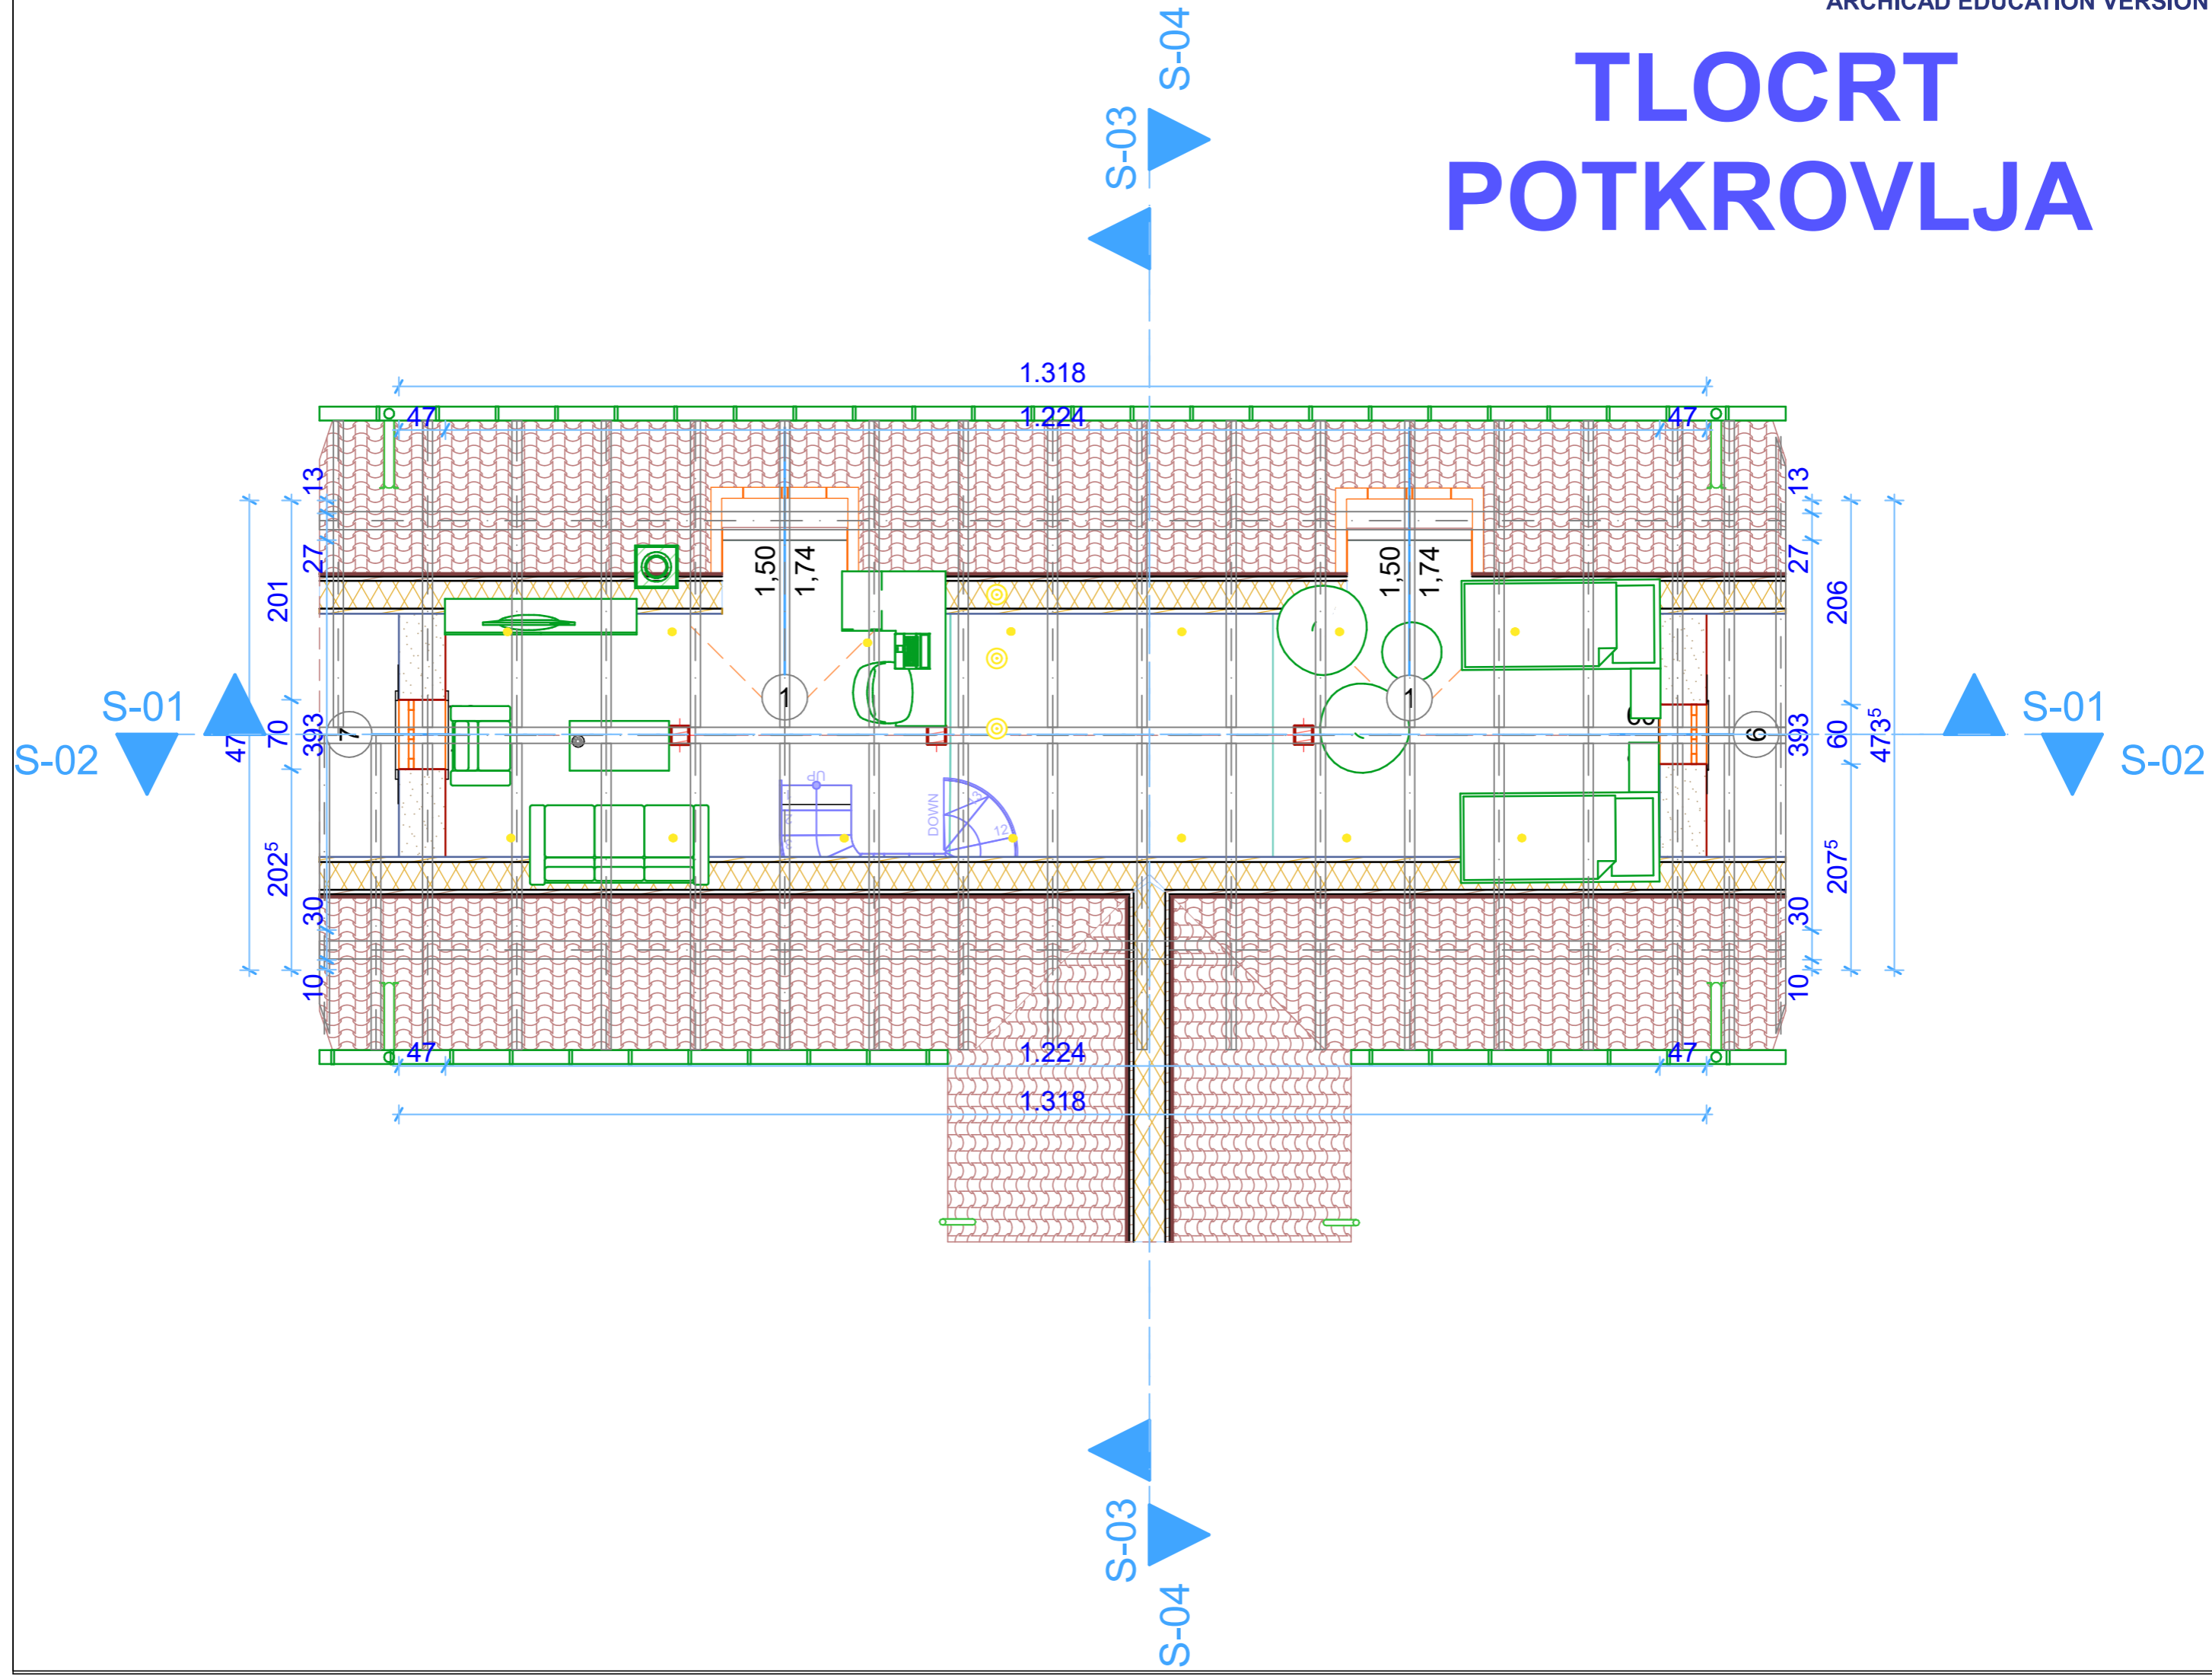 ARCHICAD EDUCATION VERSION
TLOCRT
POTKROVLJA
S-04
S-03
1.318
47
1.224
47
13
13
27
27
201
206
1,50
1,74
1,50
1,74
1
1
S-01
S-02
47
70
393
7
6
393
60
473⁵
S-01
S-02
UP
DOWN
13
12
202⁵
207⁵
30
30
10
10
47
1.224
47
1.318
S-03
S-04